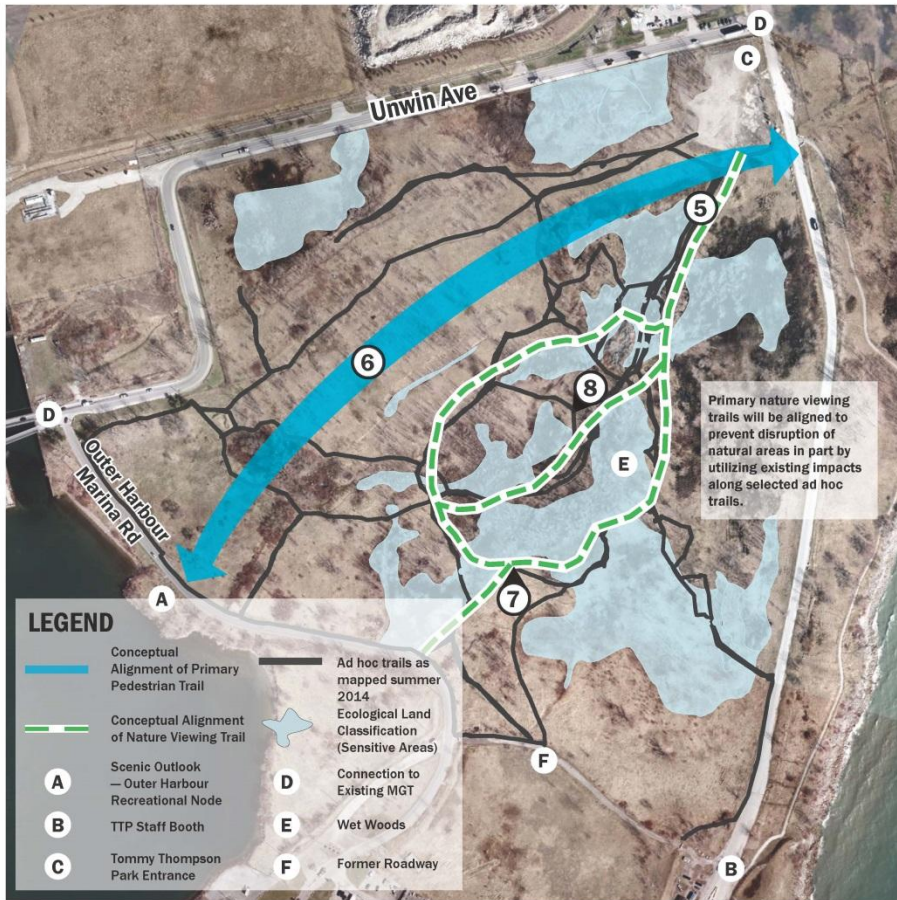 D
C
Unwin Ave
5
6
8
D
Outer Harbour
Marina Rd
E
Primary nature viewing
trails will be aligned to
prevent disruption of
natural areas in part by
utilizing existing impacts
along selected ad hoc
trails.
A
7
F
B
LEGEND
Conceptual
Alignment of Primary
Pedestrian Trail
Ad hoc trails as
mapped summer
2014
Conceptual Alignment
of Nature Viewing Trail
Ecological Land
Classification
(Sensitive Areas)
A
Scenic Outlook
— Outer Harbour
Recreational Node
D
Connection to
Existing MGT
B
TTP Staff Booth
E
Wet Woods
C
Tommy Thompson
Park Entrance
F
Former Roadway